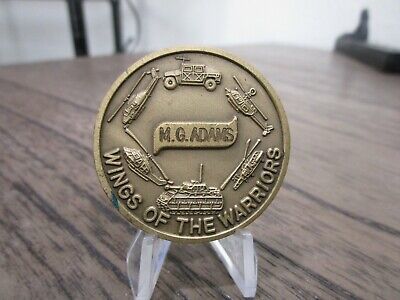 M.G. ADAMS
WINGS OF THE WARRIORS